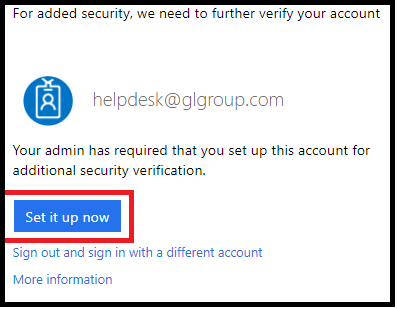 For added security, we need to further verify your account
helpdesk@glgroup.com
Your admin has required that you set up this account for
additional security verification.
Set it up now
Sign out and sign in with a different account
More information